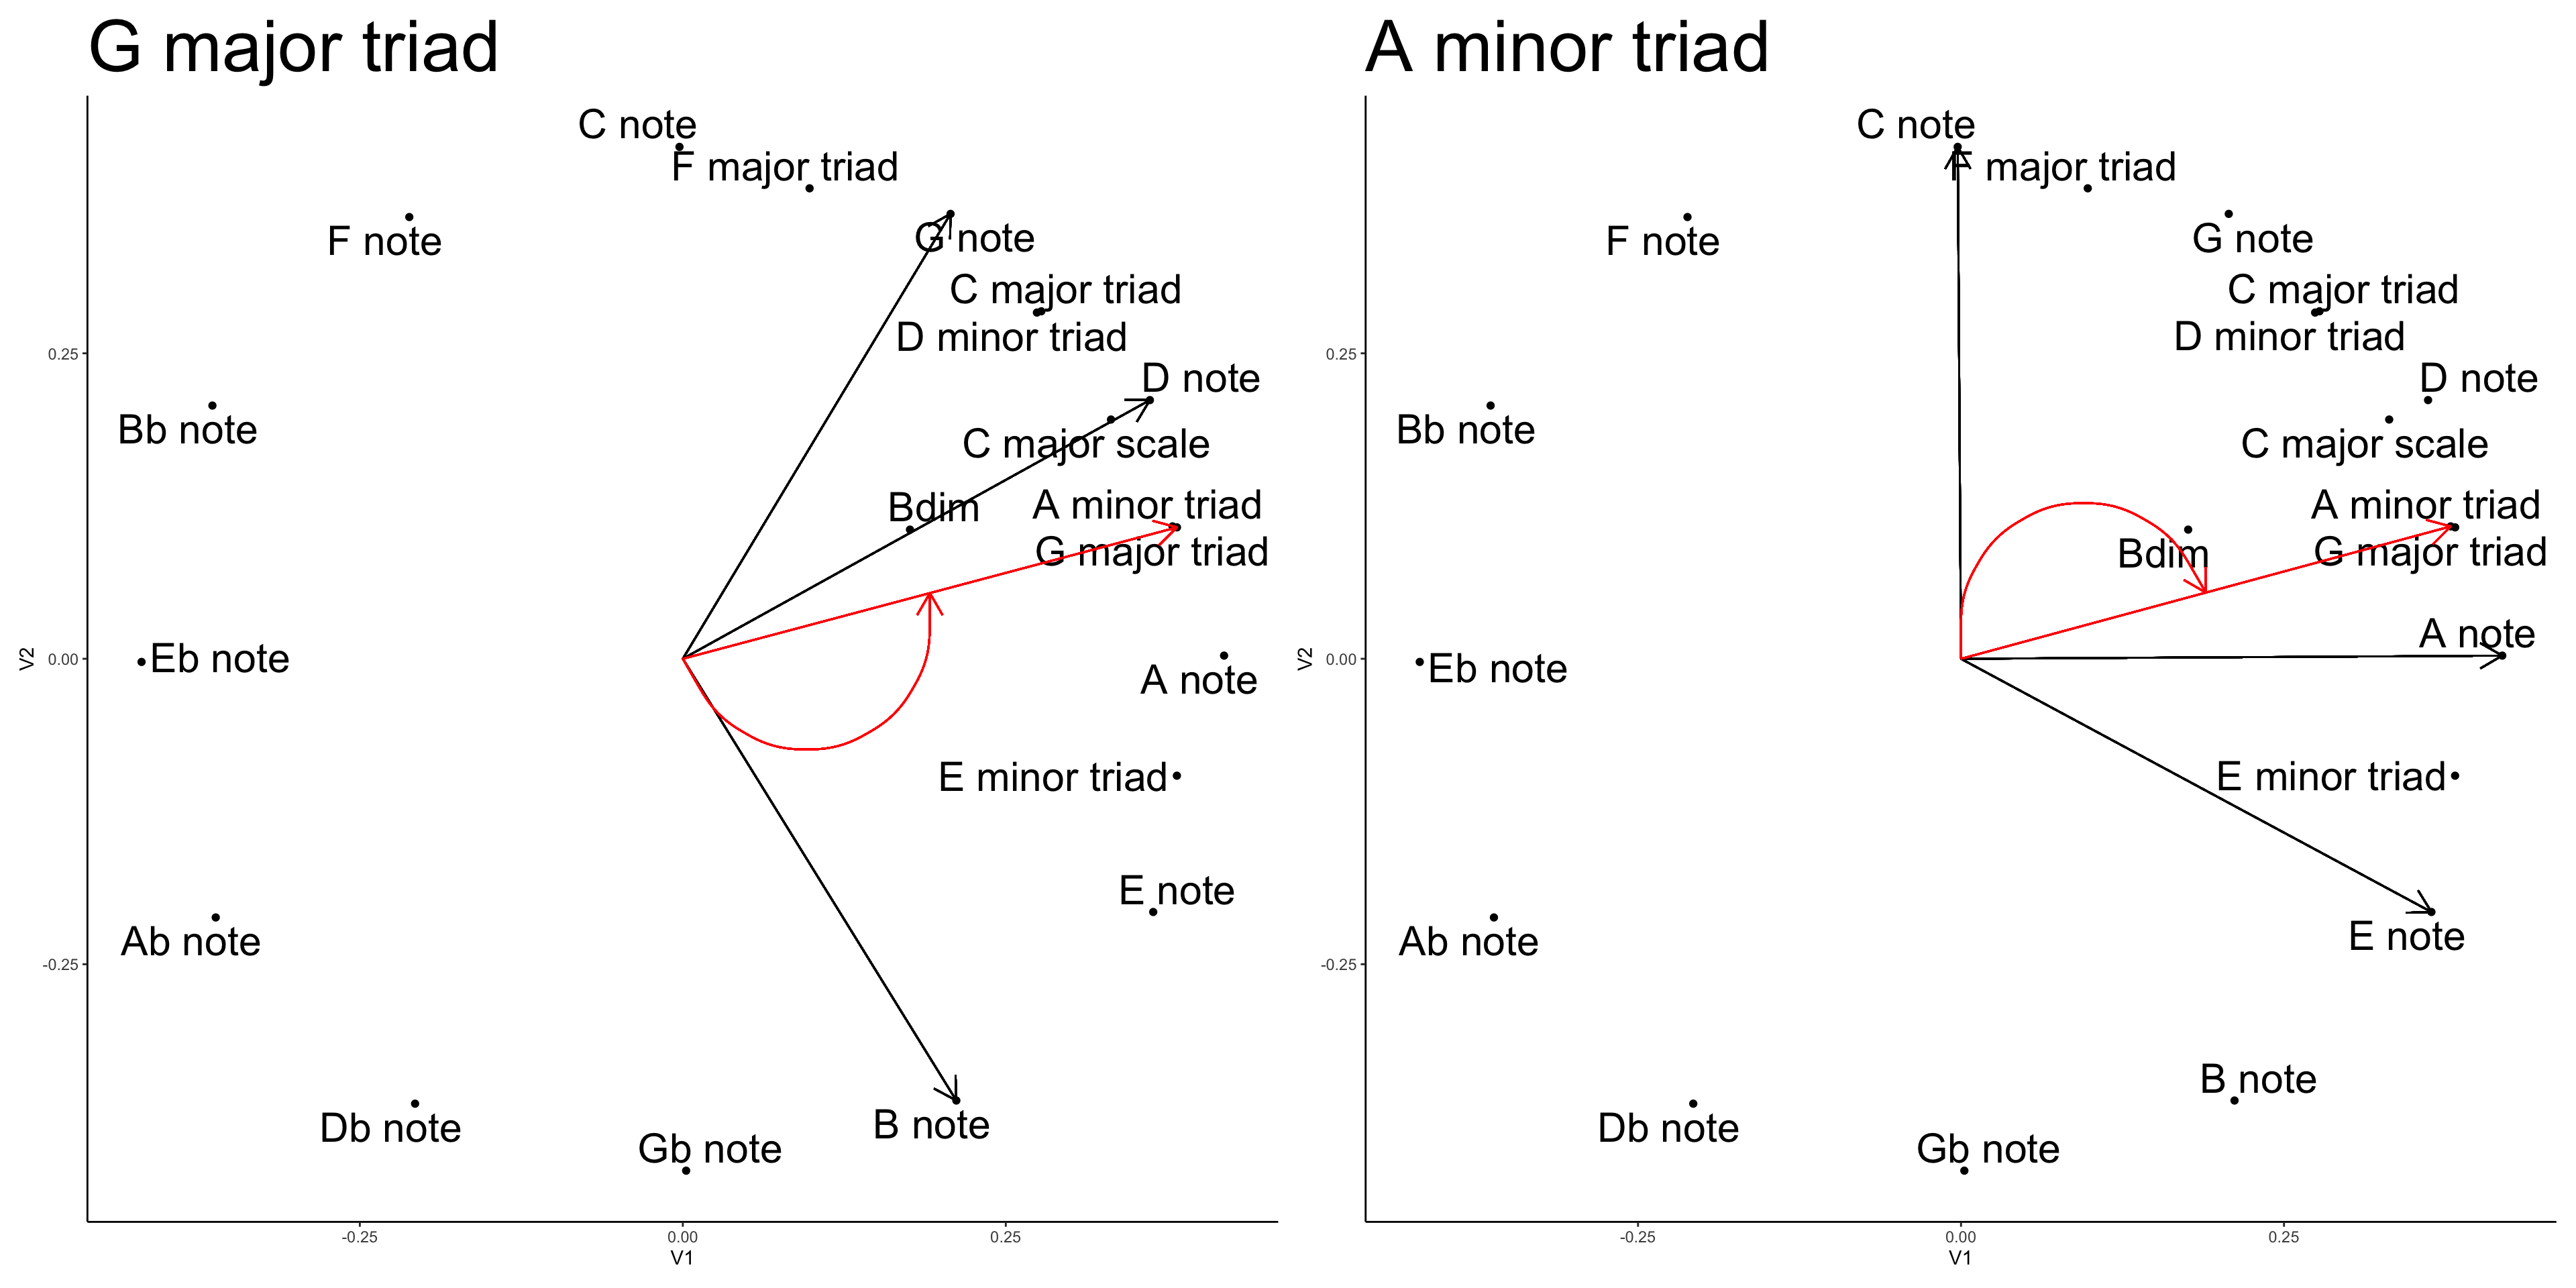 G major triad
C note
F major triad
F note
G note
C major triad
D minor triad
D note
Bb note
C major scale
Bdim
A minor triad
G major triad
Eb note
A note
E minor triad
E note
Ab note
B note
Db note
Gb note
0.25
0.00
-0.25
V2
-0.25
0.00
0.25
V1
A minor triad
C note
F major triad
F note
G note
C major triad
D minor triad
D note
Bb note
C major scale
A minor triad
Bdim
G major triad
A note
Eb note
E minor triad
E note
Ab note
B note
Db note
Gb note
0.25
0.00
-0.25
V2
-0.25
0.00
0.25
V1